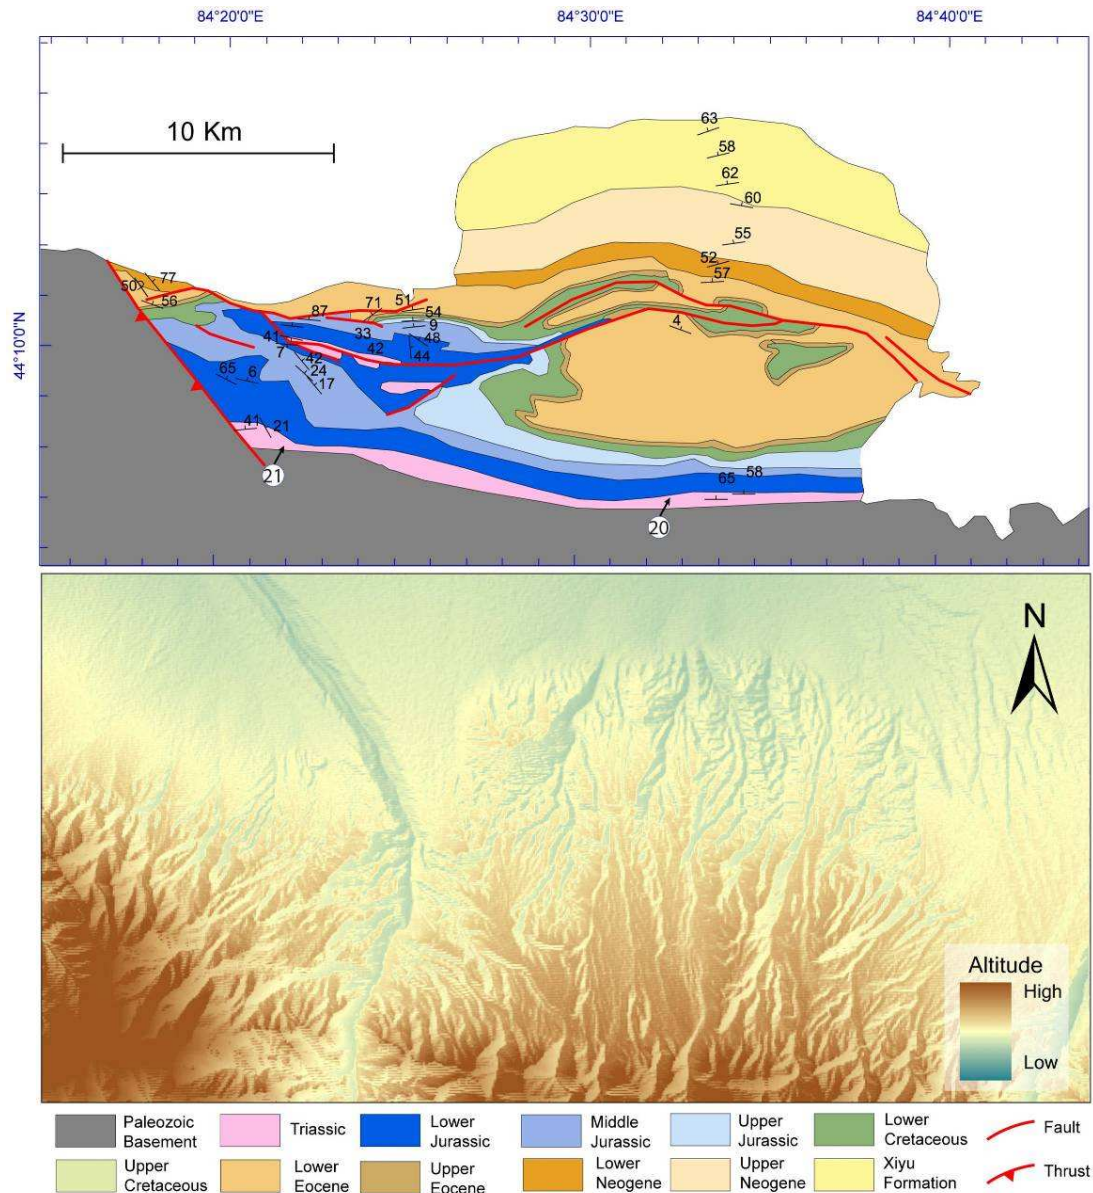 84°20'0"E 84°30'0"E 84°40'0"E
10 Km
44°10'0"N
63
58
62
60
55
52
57
50?
77
56
87
71
51
54
9
33
48
41
7
42
42
44
24
17
65
6
4
41
21
21
65
58
20
N
Altitude
High
Low
Paleozoic Basement
Triassic
Lower Jurassic
Middle Jurassic
Upper Jurassic
Lower Cretaceous
Fault
Upper Cretaceous
Lower Eocene
Upper Eocene
Lower Neogene
Upper Neogene
Xiyu Formation
Thrust